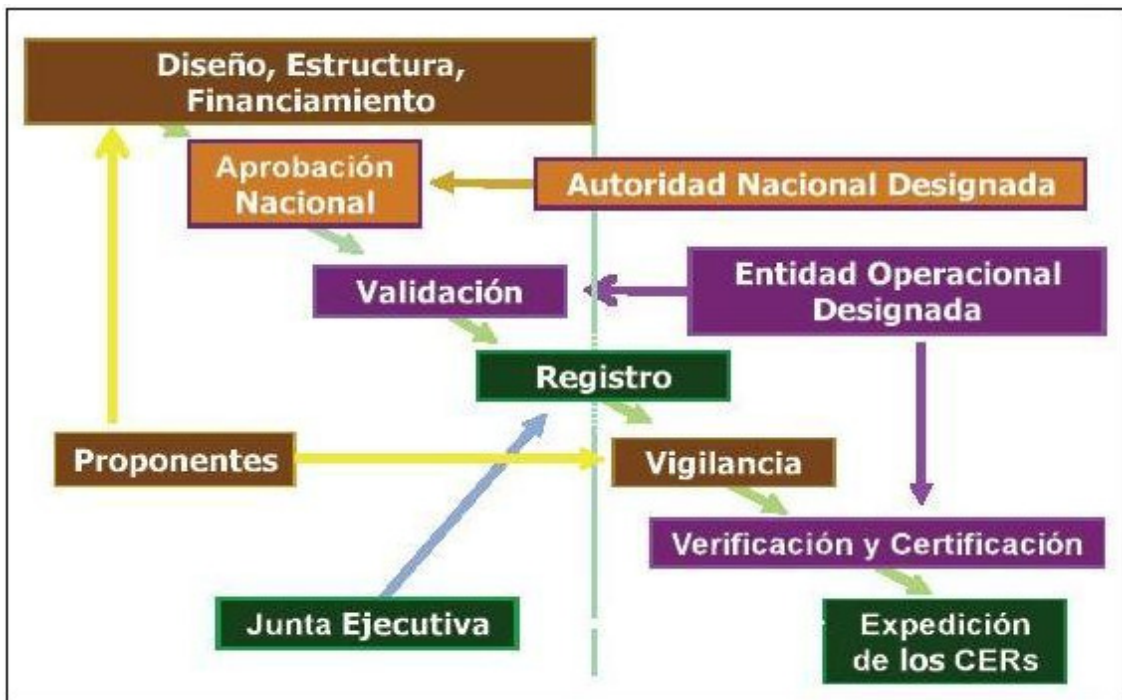 Diseño, Estructura,
Financiamiento
Aprobación
Nacional
Autoridad Nacional Designada
Validación
Entidad Operacional
Designada
Registro
Proponentes
Vigilancia
Verificación y Certificación
Junta Ejecutiva
Expedición
de los CERs